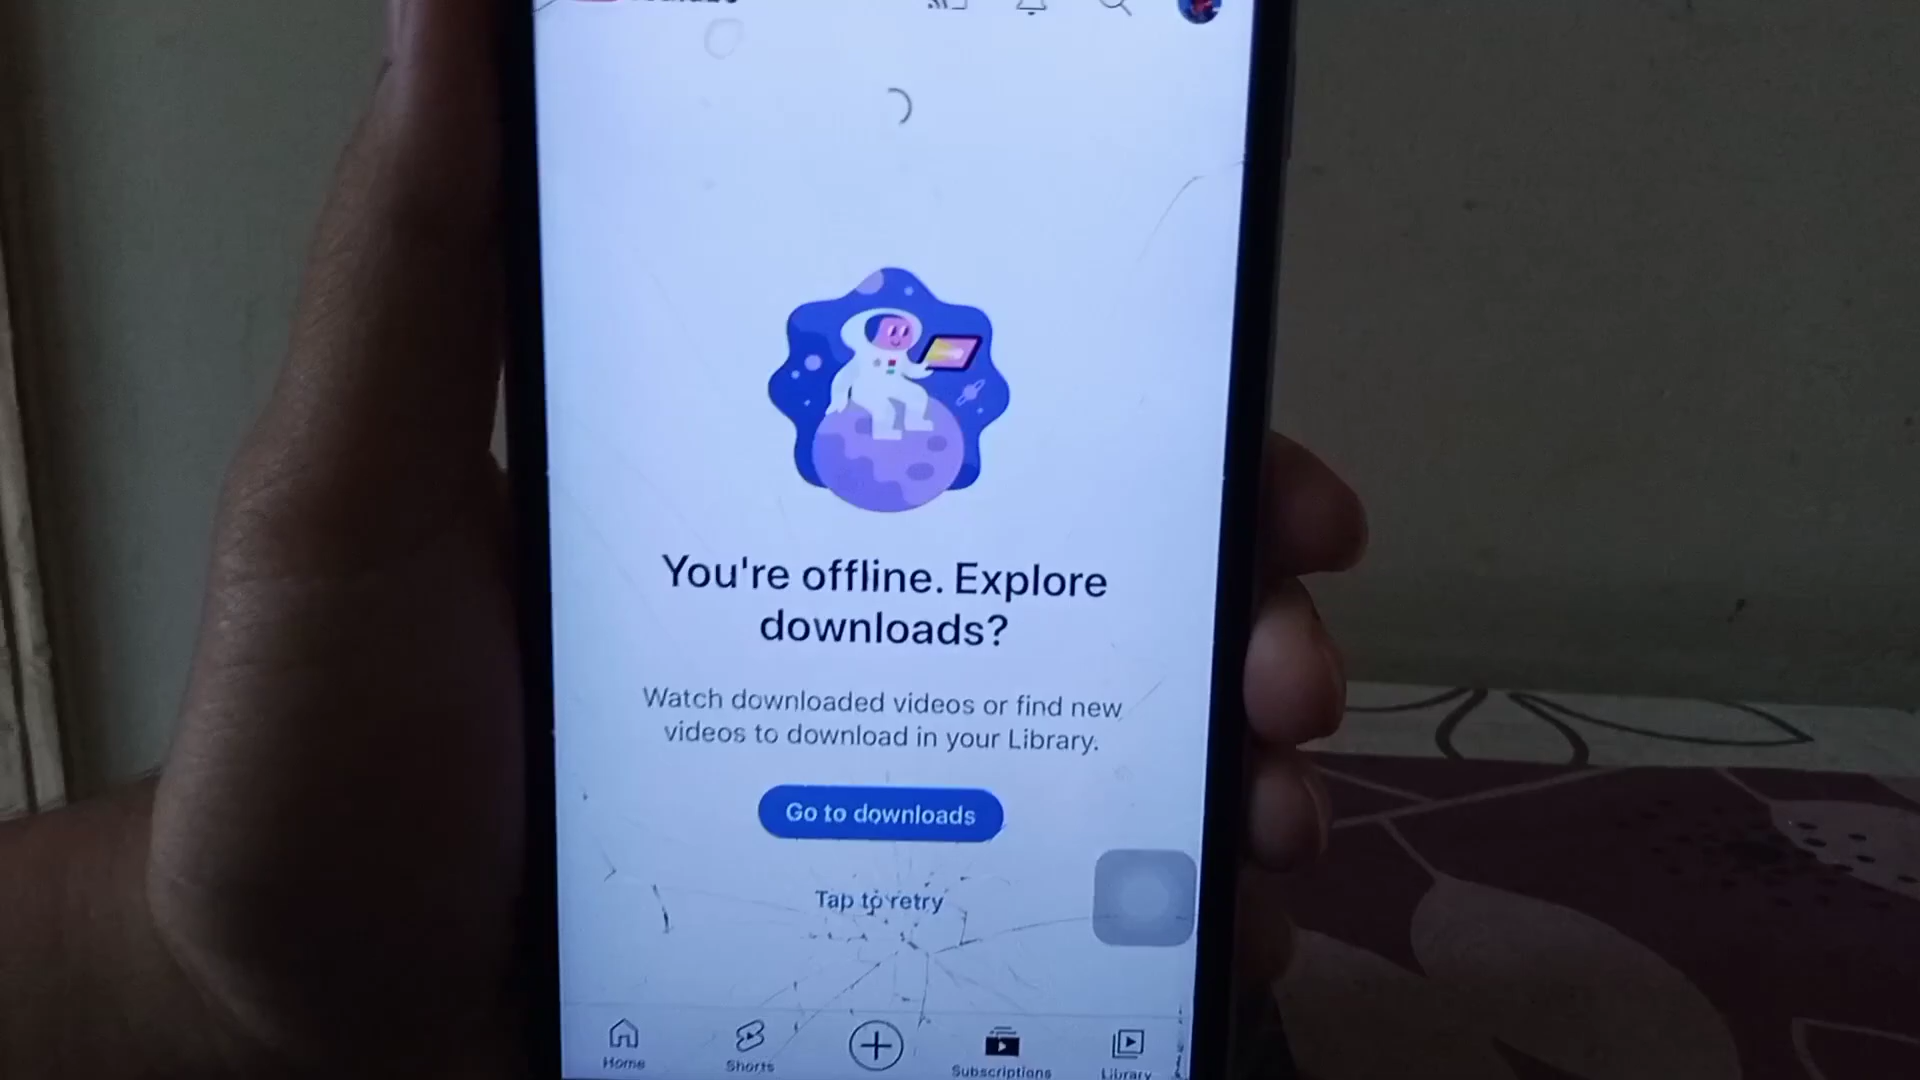 You're offline. Explore
downloads?
Watch downloaded videos or find new
videos to download in your Library.
Go to downloads
Tap to retry
Home
Shorts
Subscriptions
Library